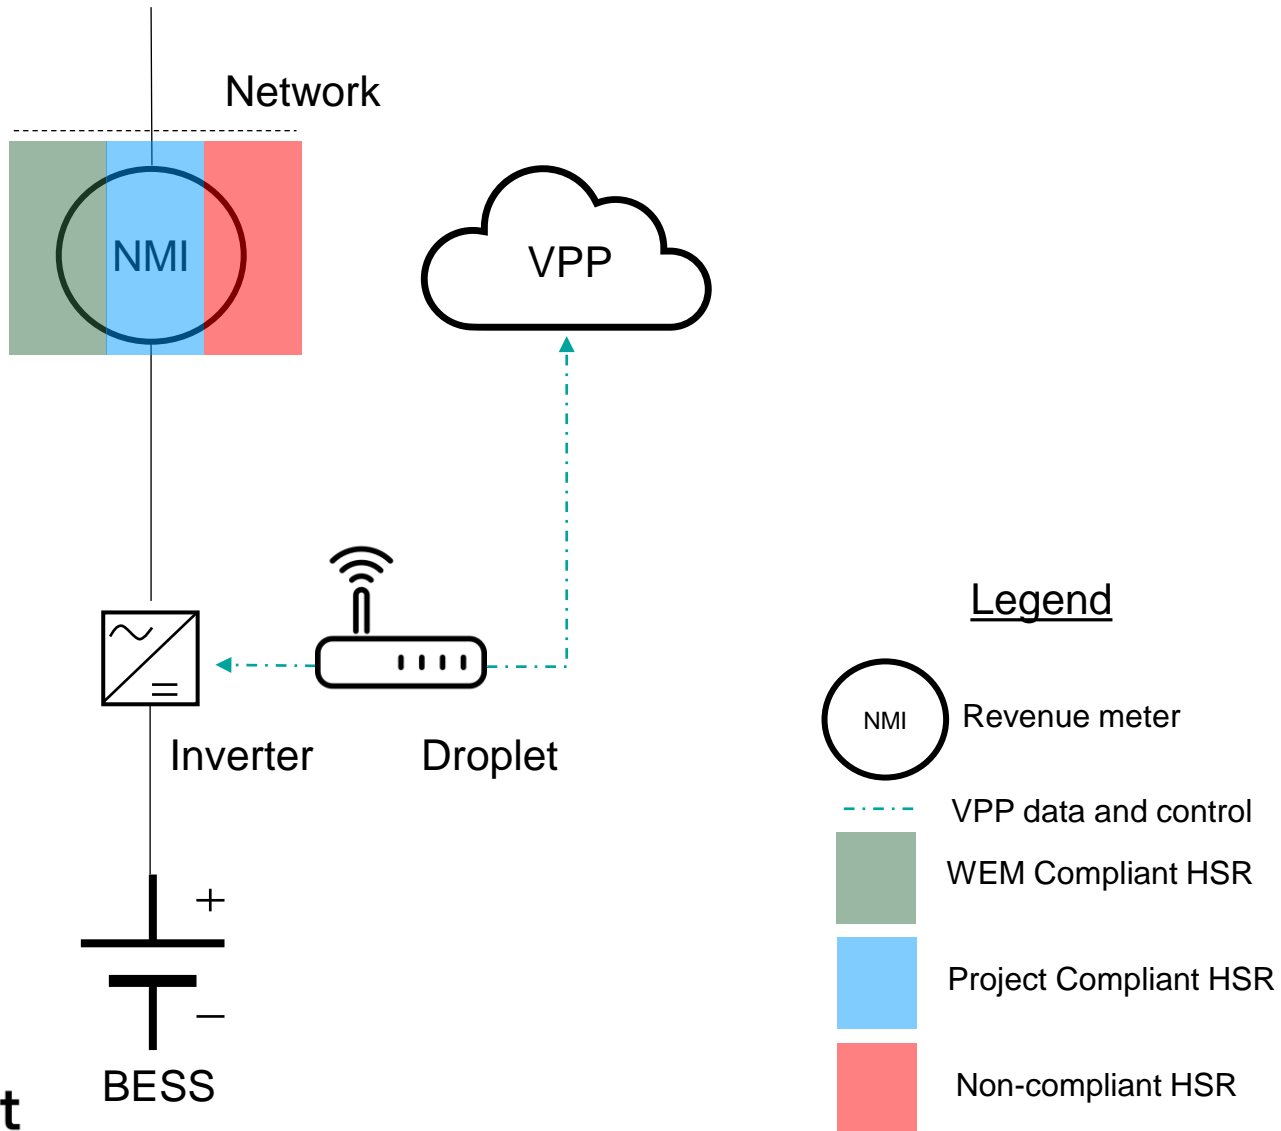 Network
NMI
VPP
Inverter
Droplet
+
−
BESS
t
Legend
NMI
Revenue meter
VPP data and control
WEM Compliant HSR
Project Compliant HSR
Non-compliant HSR